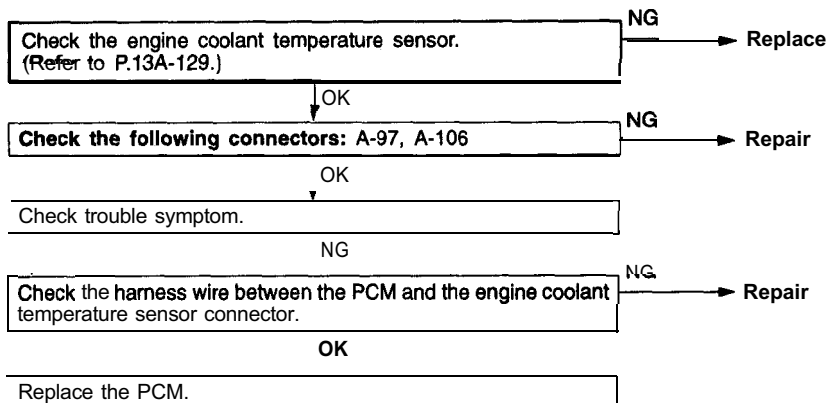 NG
Check the engine coolant temperature sensor.
(Refer to P.13A-129.)
Replace
OK
NG
Check the following connectors: A-97, A-106
Repair
OK
Check trouble symptom.
NG
NG
Check the harness wire between the PCM and the engine coolant
temperature sensor connector.
Repair
OK
Replace the PCM.